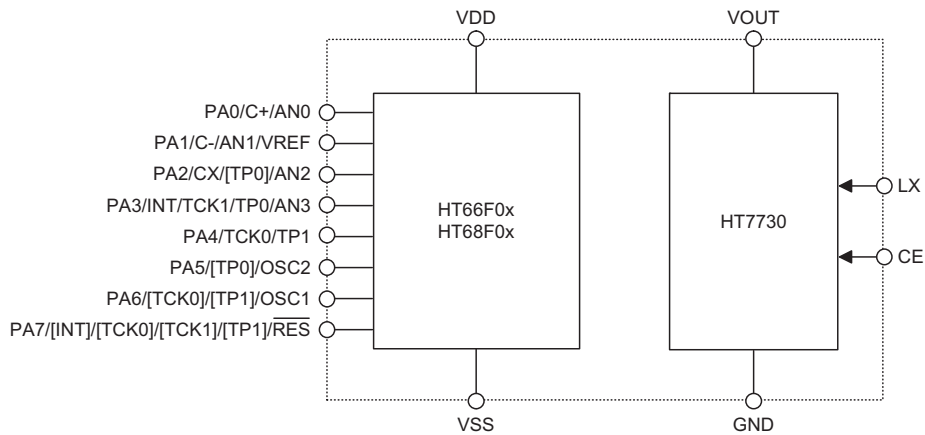 VDD
VOUT
PA0/C+/AN0
PA1/C-/AN1/VREF
PA2/CX/[TP0]/AN2
PA3/INT/TCK1/TP0/AN3
PA4/TCK0/TP1
PA5/[TP0]/OSC2
PA6/[TCK0]/[TP1]/OSC1
PA7/[INT]/[TCK0]/[TCK1]/[TP1]/R̅E̅S̅
HT66F0x
HT68F0x
HT7730
LX
CE
VSS
GND